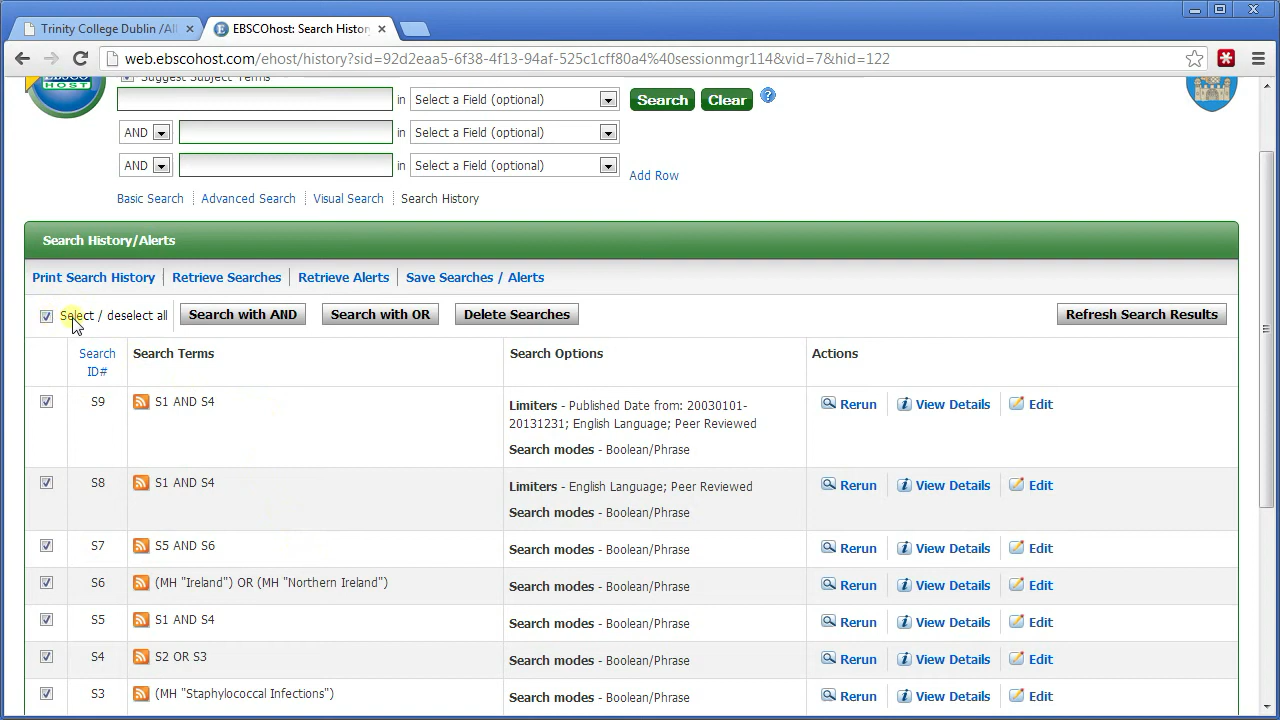 Trinity College Dublin /All
EBSCOhost: Search History
web.ebscohost.com/ehost/history?sid=92d2eaa5-6f38-4f13-94af-525c1cff80a4%40sessionmgr114&vid=7&hid=122
HOST
Suggest Subject Terms
in Select a Field (optional) Search Clear
AND in Select a Field (optional)
AND in Select a Field (optional) Add Row
Basic Search Advanced Search Visual Search Search History
Search History/Alerts
Print Search History Retrieve Searches Retrieve Alerts Save Searches / Alerts
Select / deselect all Search with AND Search with OR Delete Searches Refresh Search Results
Search ID# Search Terms Search Options Actions
S9 S1 AND S4 Limiters - Published Date from: 20030101- Rerun View Details Edit
20131231; English Language; Peer Reviewed
Search modes - Boolean/Phrase
S8 S1 AND S4 Limiters - English Language; Peer Reviewed Rerun View Details Edit
Search modes - Boolean/Phrase
S7 S5 AND S6 Search modes - Boolean/Phrase Rerun View Details Edit
S6 (MH "Ireland") OR (MH "Northern Ireland") Search modes - Boolean/Phrase Rerun View Details Edit
S5 S1 AND S4 Search modes - Boolean/Phrase Rerun View Details Edit
S4 S2 OR S3 Search modes - Boolean/Phrase Rerun View Details Edit
S3 (MH "Staphylococcal Infections") Search modes - Boolean/Phrase Rerun View Details Edit